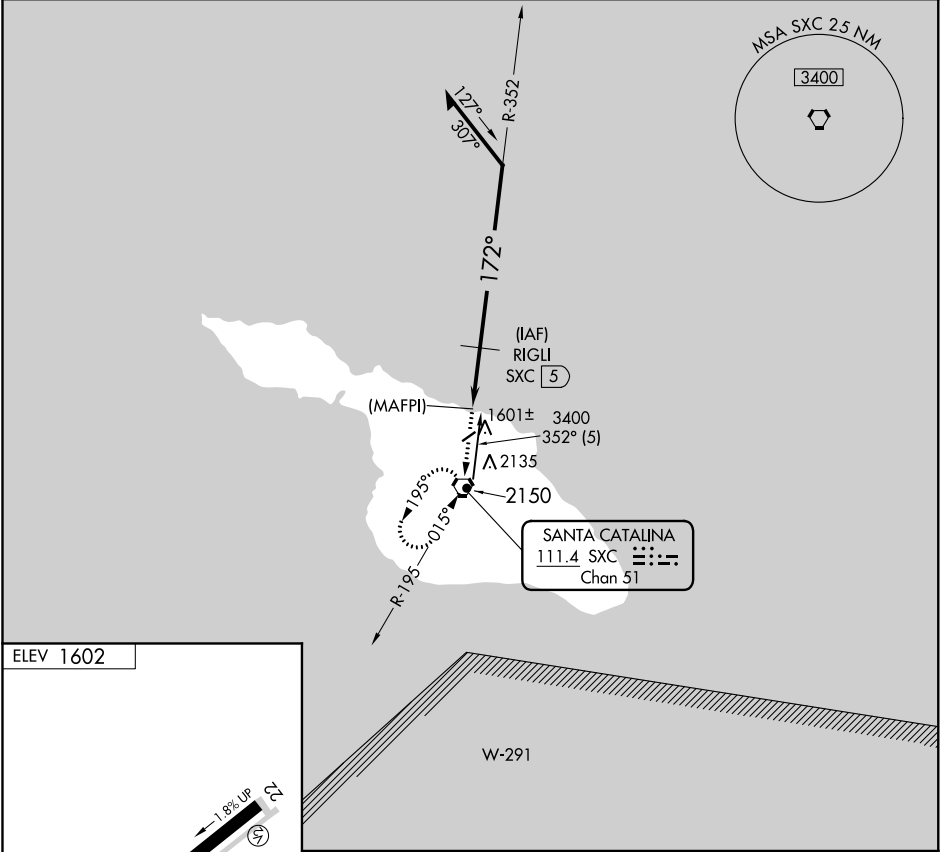 MSA SXC 25 NM
3400
R-352
127°
307°
172°
(IAF)
RIGLI
SXC 5
(MAFPI)
1601±
3400
352° (5)
2135
2150
195°
015°
R-195
SANTA CATALINA
111.4 SXC
Chan 51
ELEV 1602
W-291
1.8% UP
22